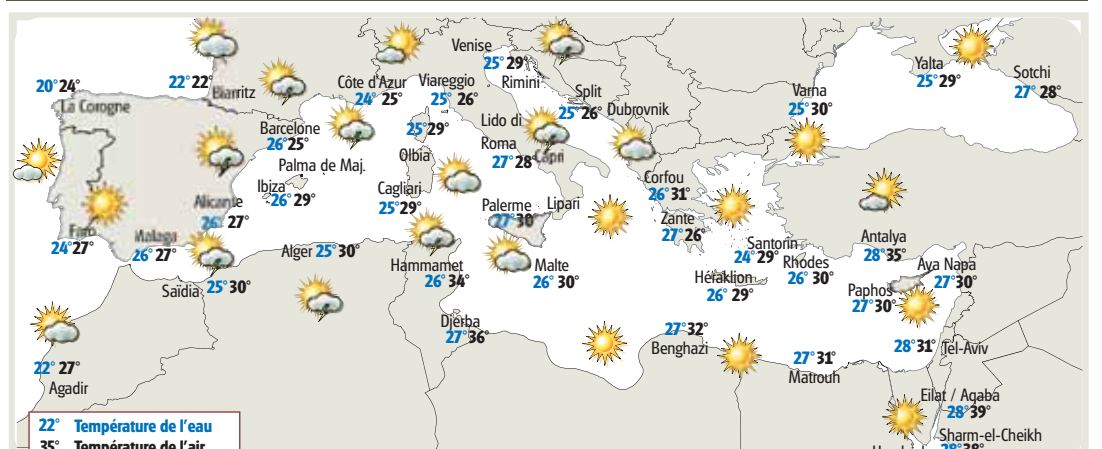 Venise
25° 29°
Rimini
Yalta
25° 29°
Sotchi
27° 28°
20° 24°
La Corogne
22° 22°
Biarritz
Côte d'Azur
24° 25°
Viareggio
25° 26°
Split
25° 26°
Dubrovnik
Varna
25° 30°
Barcelone
26° 25°
25° 29°
Olbia
Lido di
Roma
27° 28°
Capri
Palma de Maj.
Ibiza
26° 29°
Cagliari
25° 29°
Corfou
26° 31°
Alicante
26° 27°
Palerme
27° 30°
Lipari
Zante
27° 26°
Faro
24° 27°
Malaga
26° 27°
Alger 25° 30°
Santorin
24° 29°
Antalya
28° 35°
Hammamet
26° 34°
Malte
26° 30°
Héraklion
26° 29°
Rhodes
26° 30°
Aya Napa
27° 30°
Paphos
27° 30°
Saïdia
25° 30°
Djerba
27° 36°
27° 32°
Benghazi
28° 31°
Tel-Aviv
22° 27°
Agadir
27° 31°
Matrouh
Eilat / Aqaba
28° 39°
Sharm-el-Cheikh
28° 38°
22° Température de l'eau
35° Température de l'air